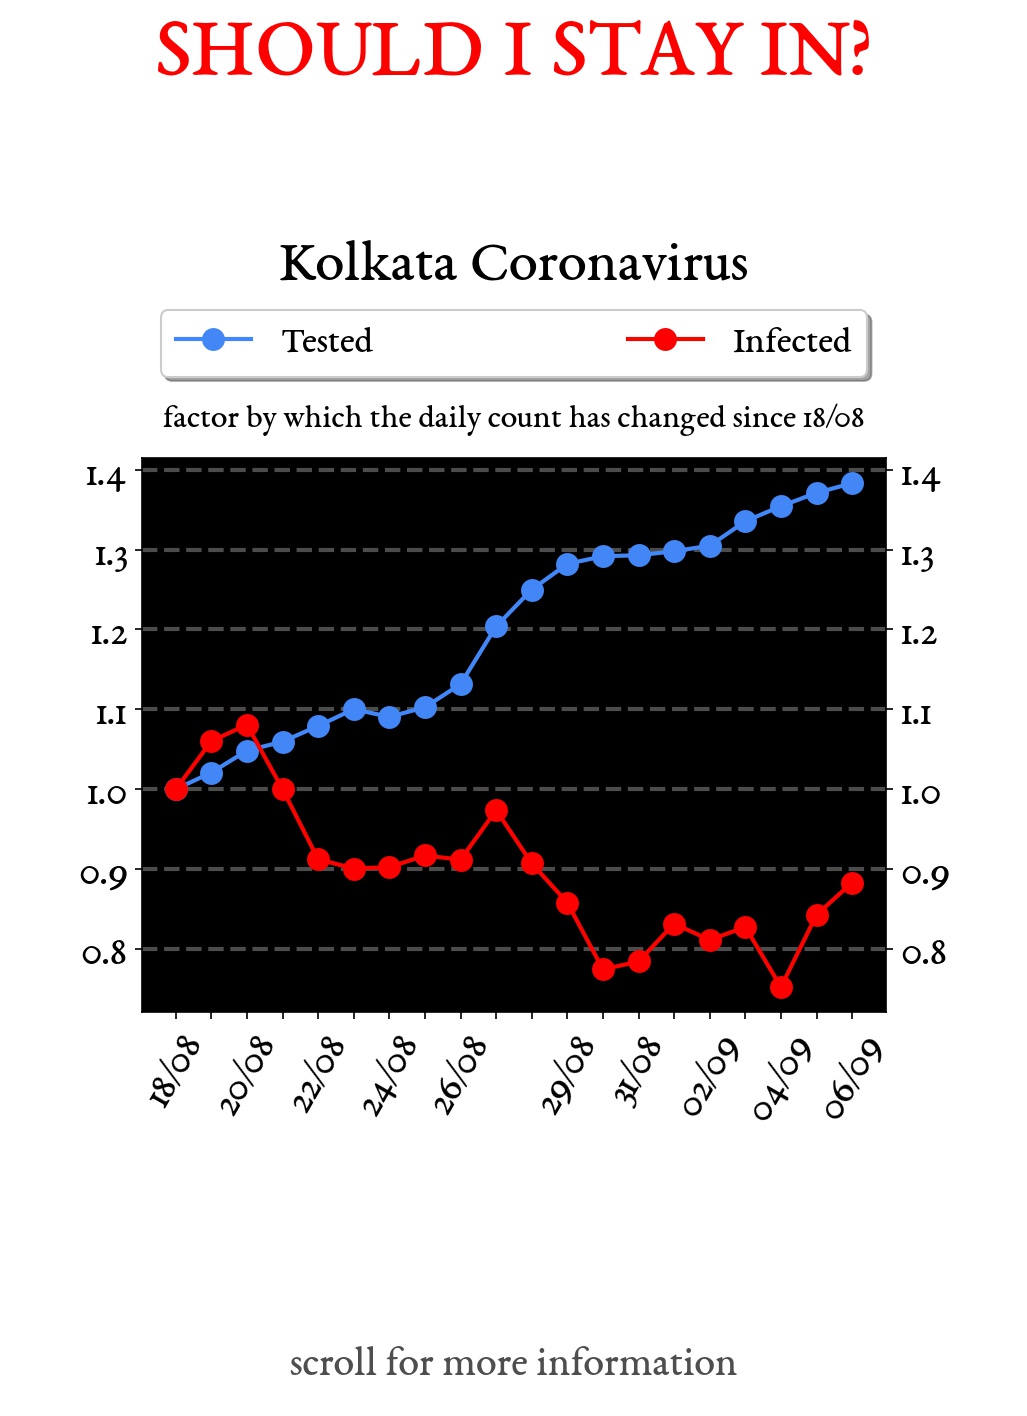 SHOULD I STAY IN?
Kolkata Coronavirus
Tested Infected
factor by which the daily count has changed since 18/08
1.4 1.4
1.3 1.3
1.2 1.2
1.1 1.1
1.0 1.0
0.9 0.9
0.8 0.8
18/08 20/08 22/08 24/08 26/08 29/08 31/08 02/09 04/09 06/09
scroll for more information